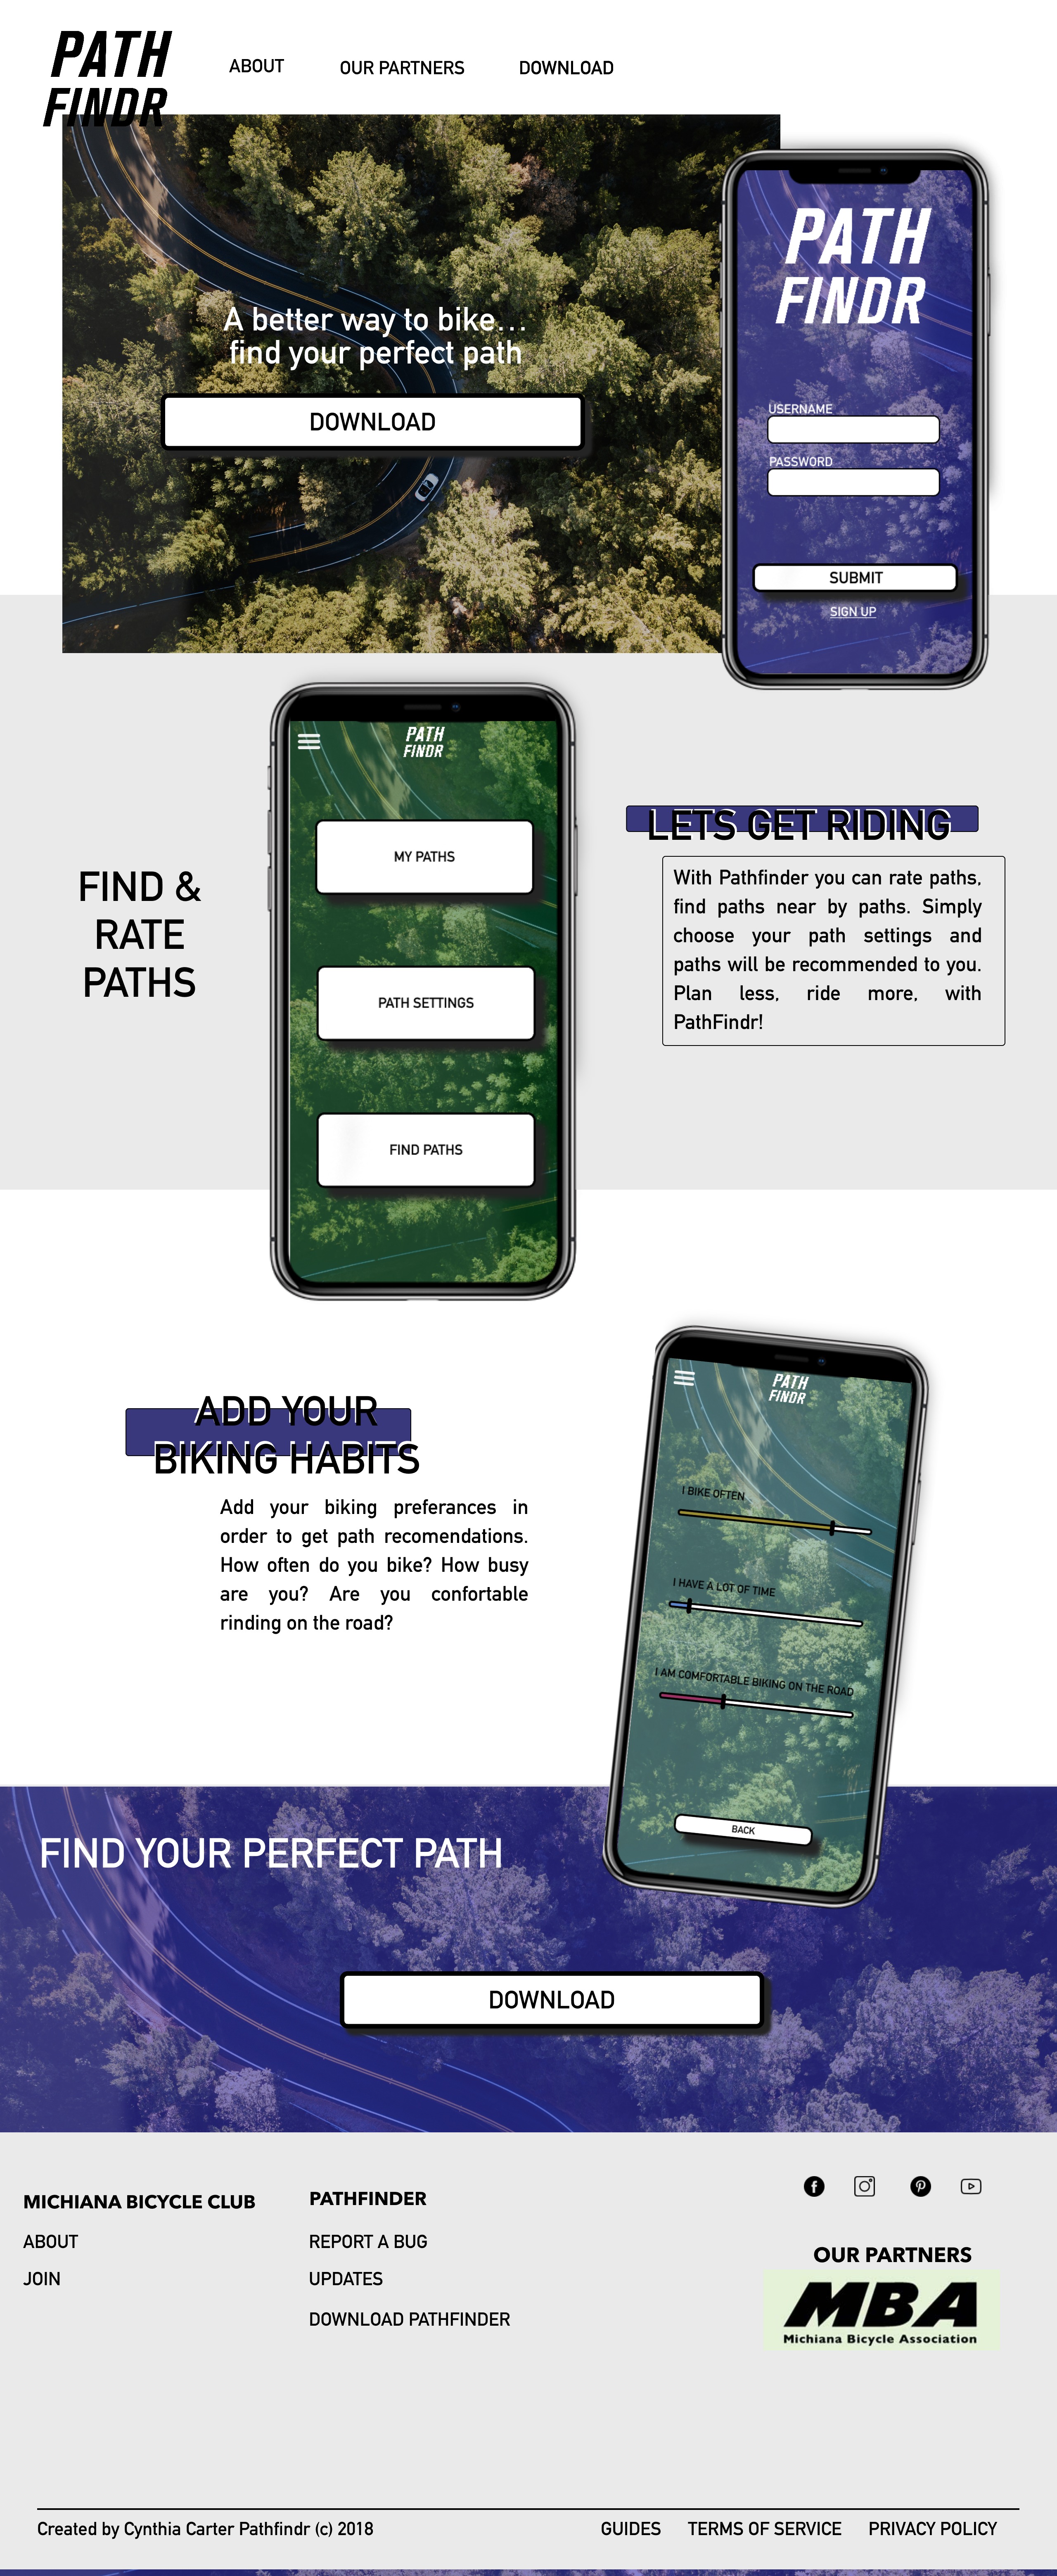 PATH
FINDR
ABOUT
OUR PARTNERS
DOWNLOAD
A better way to bike...
find your perfect path
DOWNLOAD
PATH
FINDR
USERNAME
PASSWORD
SUBMIT
SIGN UP
PATH
FINDR
MY PATHS
PATH SETTINGS
FIND PATHS
FIND &
RATE
PATHS
LETS GET RIDING
With Pathfinder you can rate paths,
find paths near by paths. Simply
choose your path settings and
paths will be recommended to you.
Plan less, ride more, with
PathFindr!
ADD YOUR
BIKING HABITS
Add your biking preferances in
order to get path recomendations.
How often do you bike? How busy
are you? Are you confortable
rinding on the road?
PATH
FINDR
I BIKE OFTEN
I HAVE A LOT OF TIME
I AM COMFORTABLE BIKING ON THE ROAD
BACK
FIND YOUR PERFECT PATH
DOWNLOAD
MICHIANA BICYCLE CLUB
ABOUT
JOIN
PATHFINDER
REPORT A BUG
UPDATES
DOWNLOAD PATHFINDER
OUR PARTNERS
MBA
Michiana Bicycle Association
Created by Cynthia Carter Pathfindr (c) 2018
GUIDES
TERMS OF SERVICE
PRIVACY POLICY